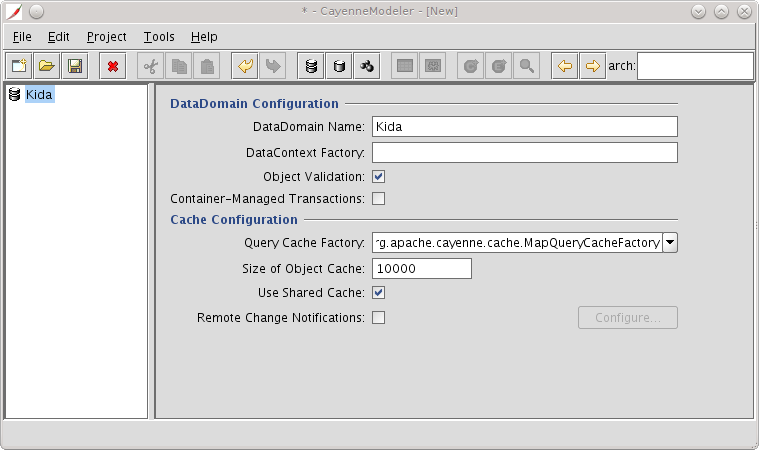 * - CayenneModeler - [New]
File Edit Project Tools Help
arch:
Kida
DataDomain Configuration
DataDomain Name: Kida
DataContext Factory:
Object Validation:
Container-Managed Transactions:
Cache Configuration
Query Cache Factory: rg.apache.cayenne.cache.MapQueryCacheFactory
Size of Object Cache: 10000
Use Shared Cache:
Remote Change Notifications: Configure...